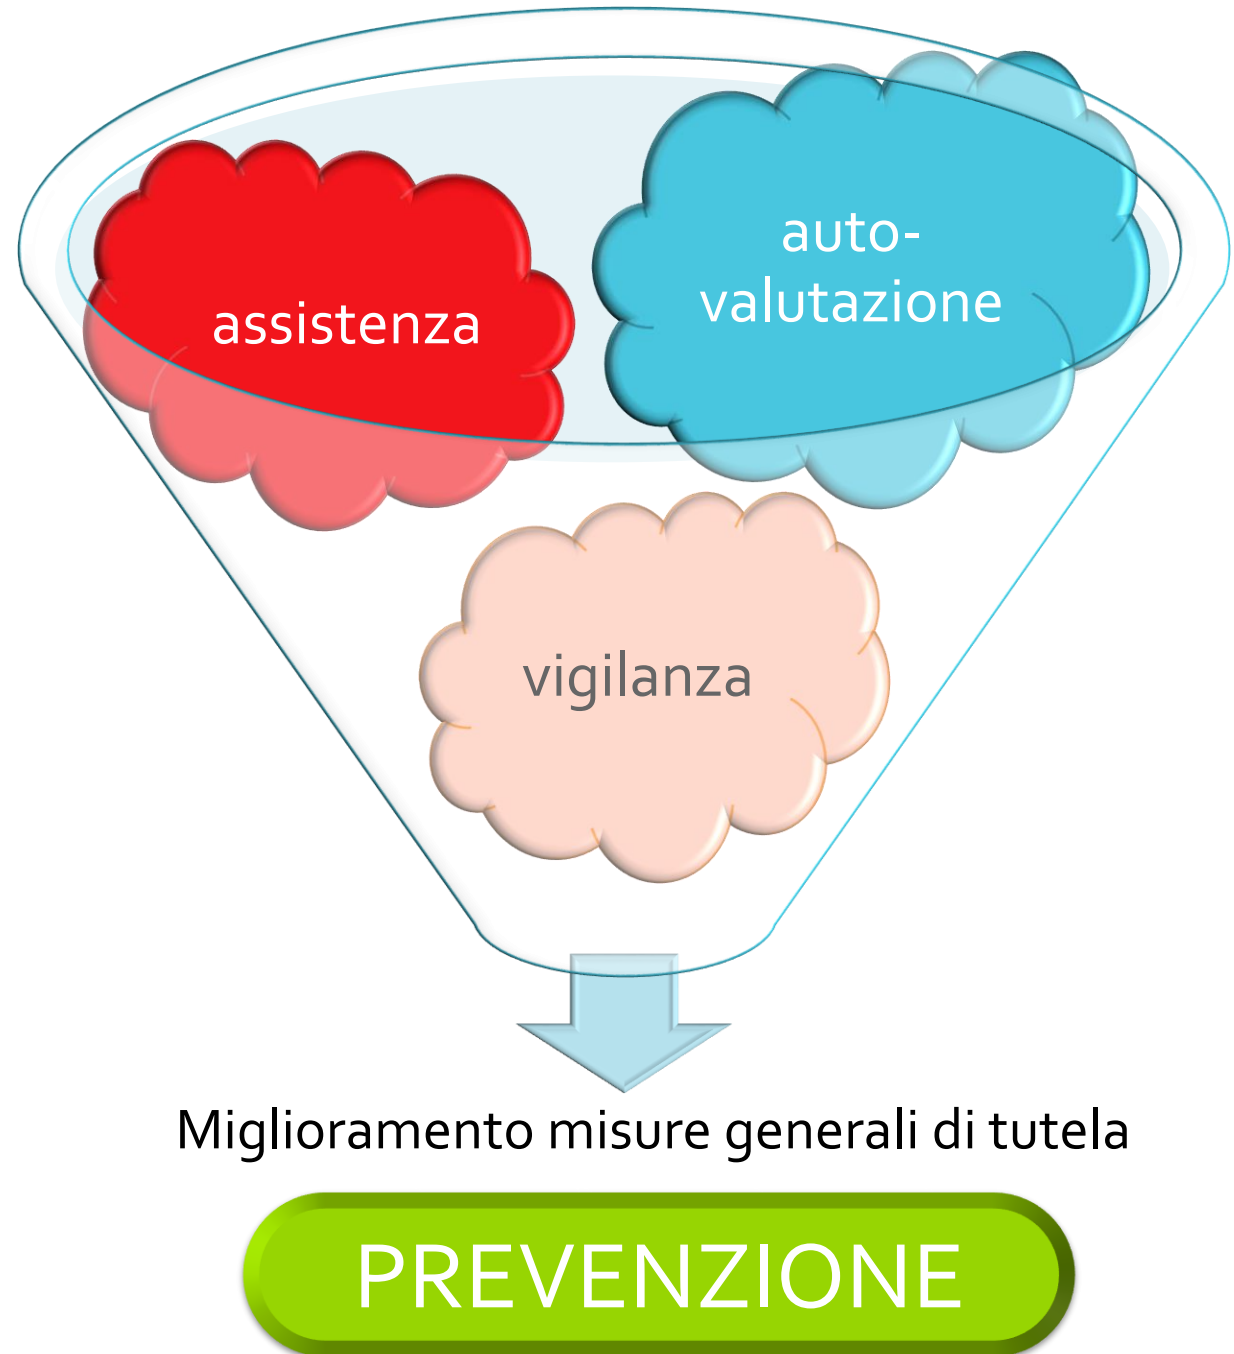 assistenza
auto-
valutazione
vigilanza
Miglioramento misure generali di tutela
PREVENZIONE